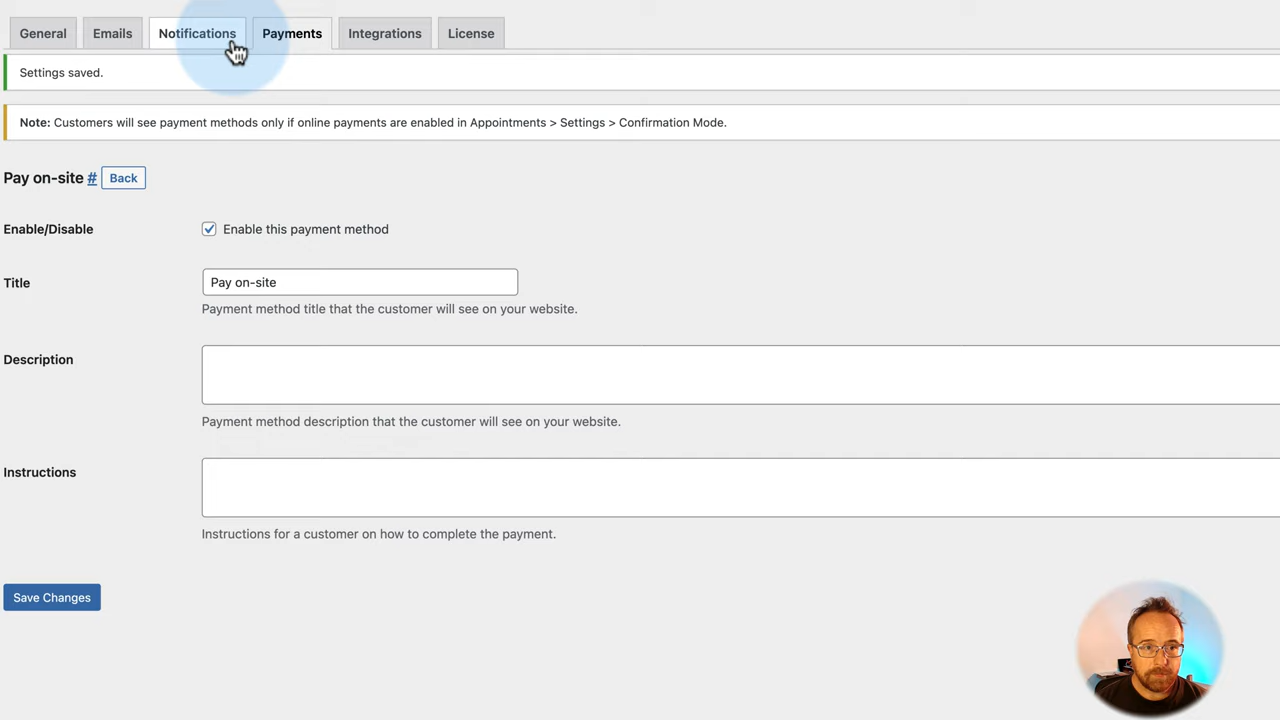 General Emails Notifications Payments Integrations License
Settings saved.
Note: Customers will see payment methods only if online payments are enabled in Appointments > Settings > Confirmation Mode.
Pay on-site # Back
Enable/Disable Enable this payment method
Title Pay on-site
Payment method title that the customer will see on your website.
Description
Payment method description that the customer will see on your website.
Instructions
Instructions for a customer on how to complete the payment.
Save Changes